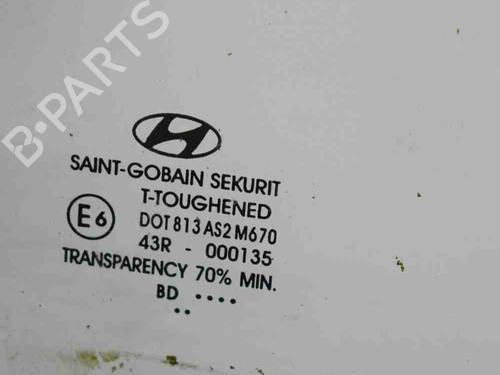 B-PARTS
SAINT-GOBAIN SEKURIT
T-TOUGHENED
E6
DOT 813 AS2 M670
43R - 000135
TRANSPARENCY 70% MIN.
BD ....
..